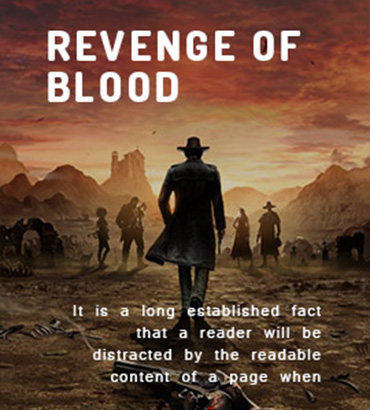 REVENGE OF
BLOOD
It is a long established fact
that a reader will be
distracted by the readable
content of a page when